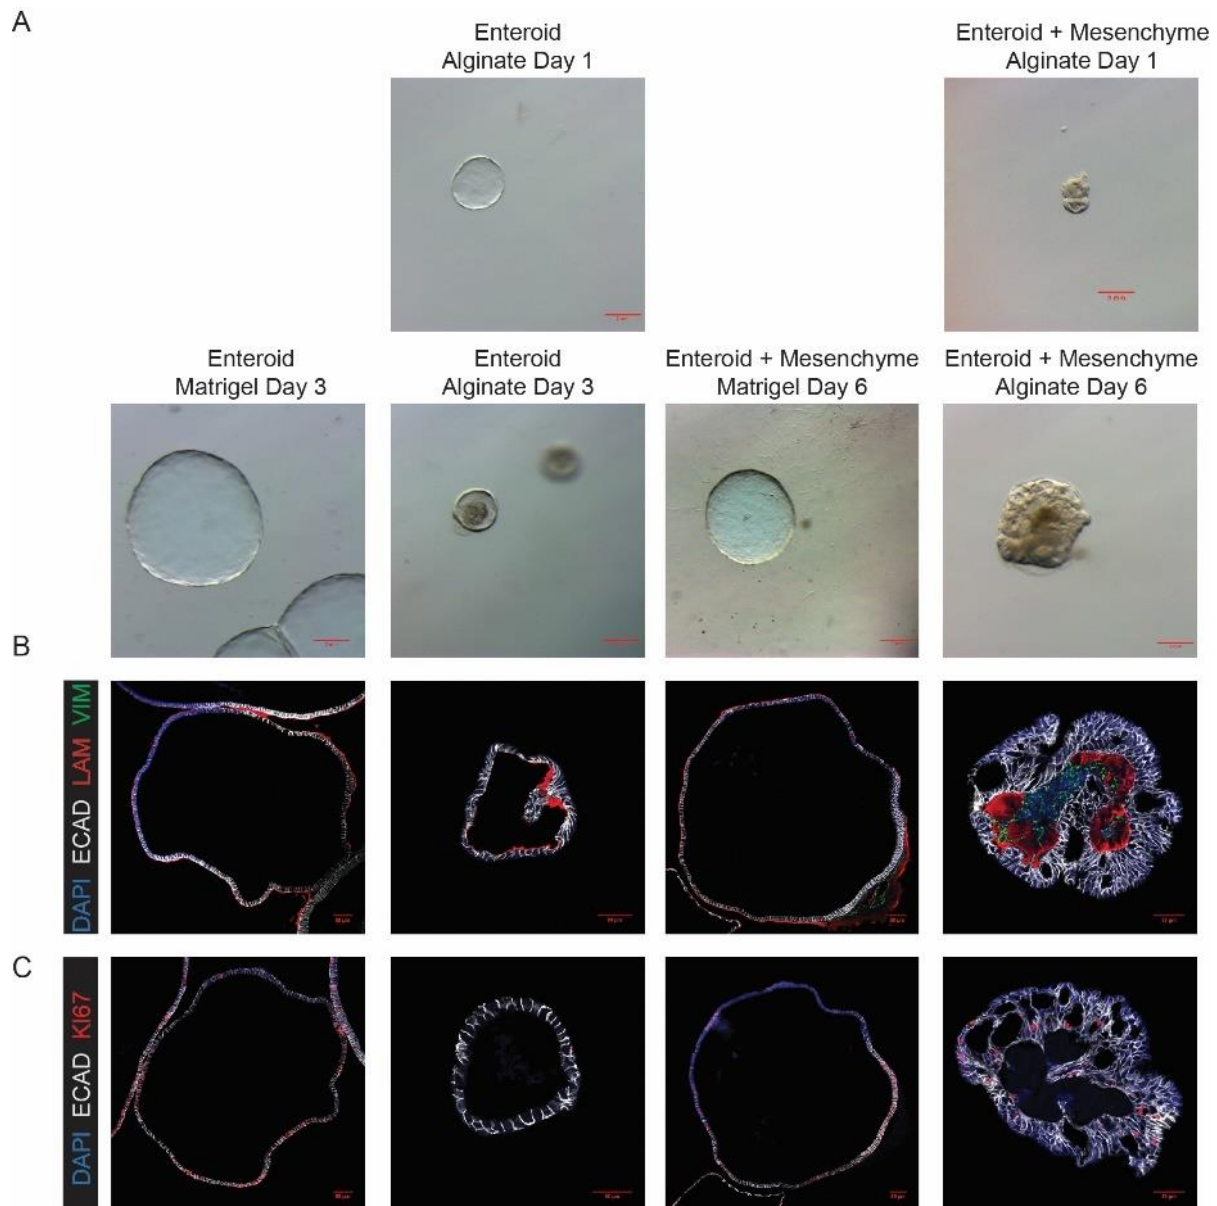 A
Enteroid
Alginate Day 1
Enteroid + Mesenchyme
Alginate Day 1
Enteroid
Matrigel Day 3
Enteroid
Alginate Day 3
Enteroid + Mesenchyme
Matrigel Day 6
Enteroid + Mesenchyme
Alginate Day 6
B
DAPI ECAD LAM VIM
C
DAPI ECAD KI67